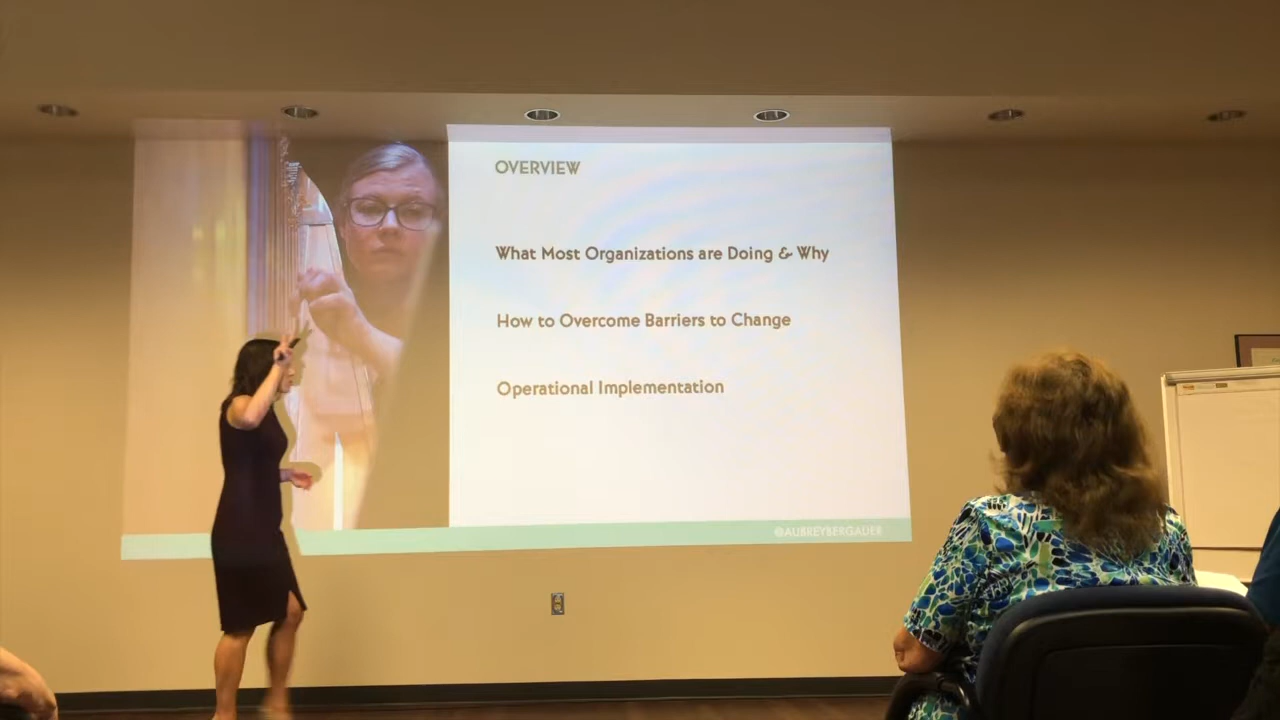 OVERVIEW
What Most Organizations are Doing & Why
How to Overcome Barriers to Change
Operational Implementation
@AUBREYBERGAUER